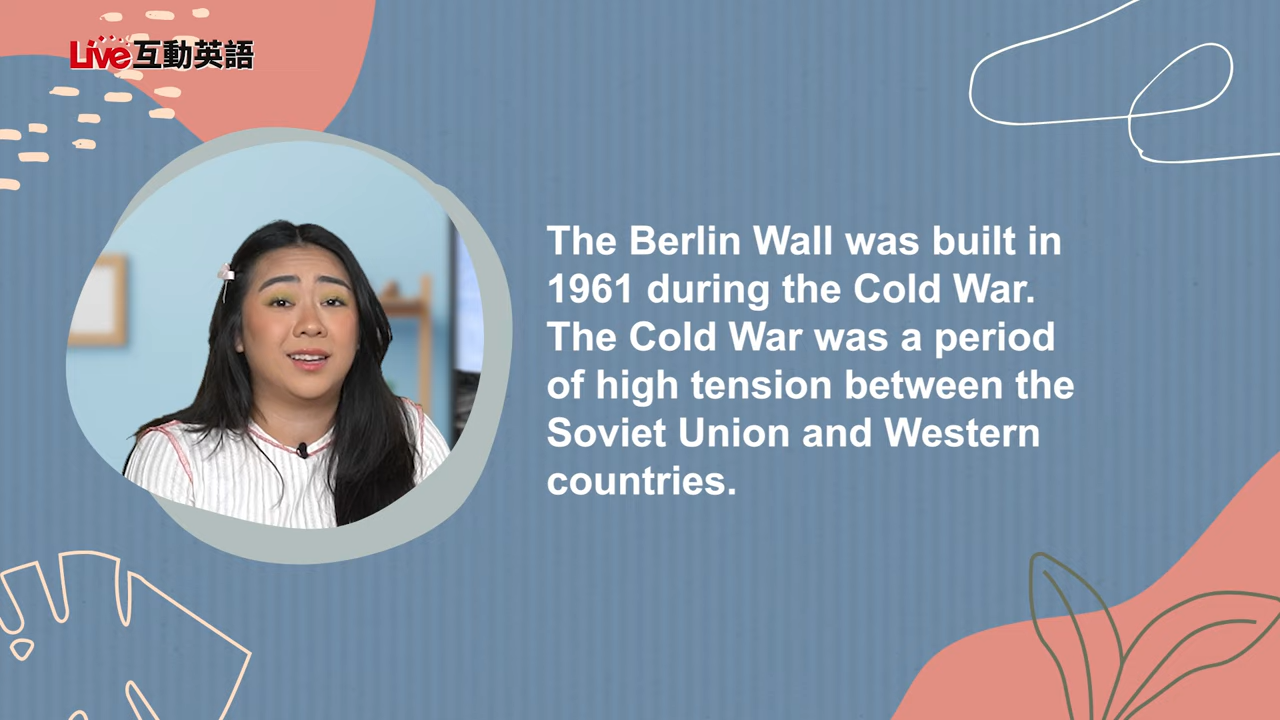 Live互動英語
The Berlin Wall was built in
1961 during the Cold War.
The Cold War was a period
of high tension between the
Soviet Union and Western
countries.